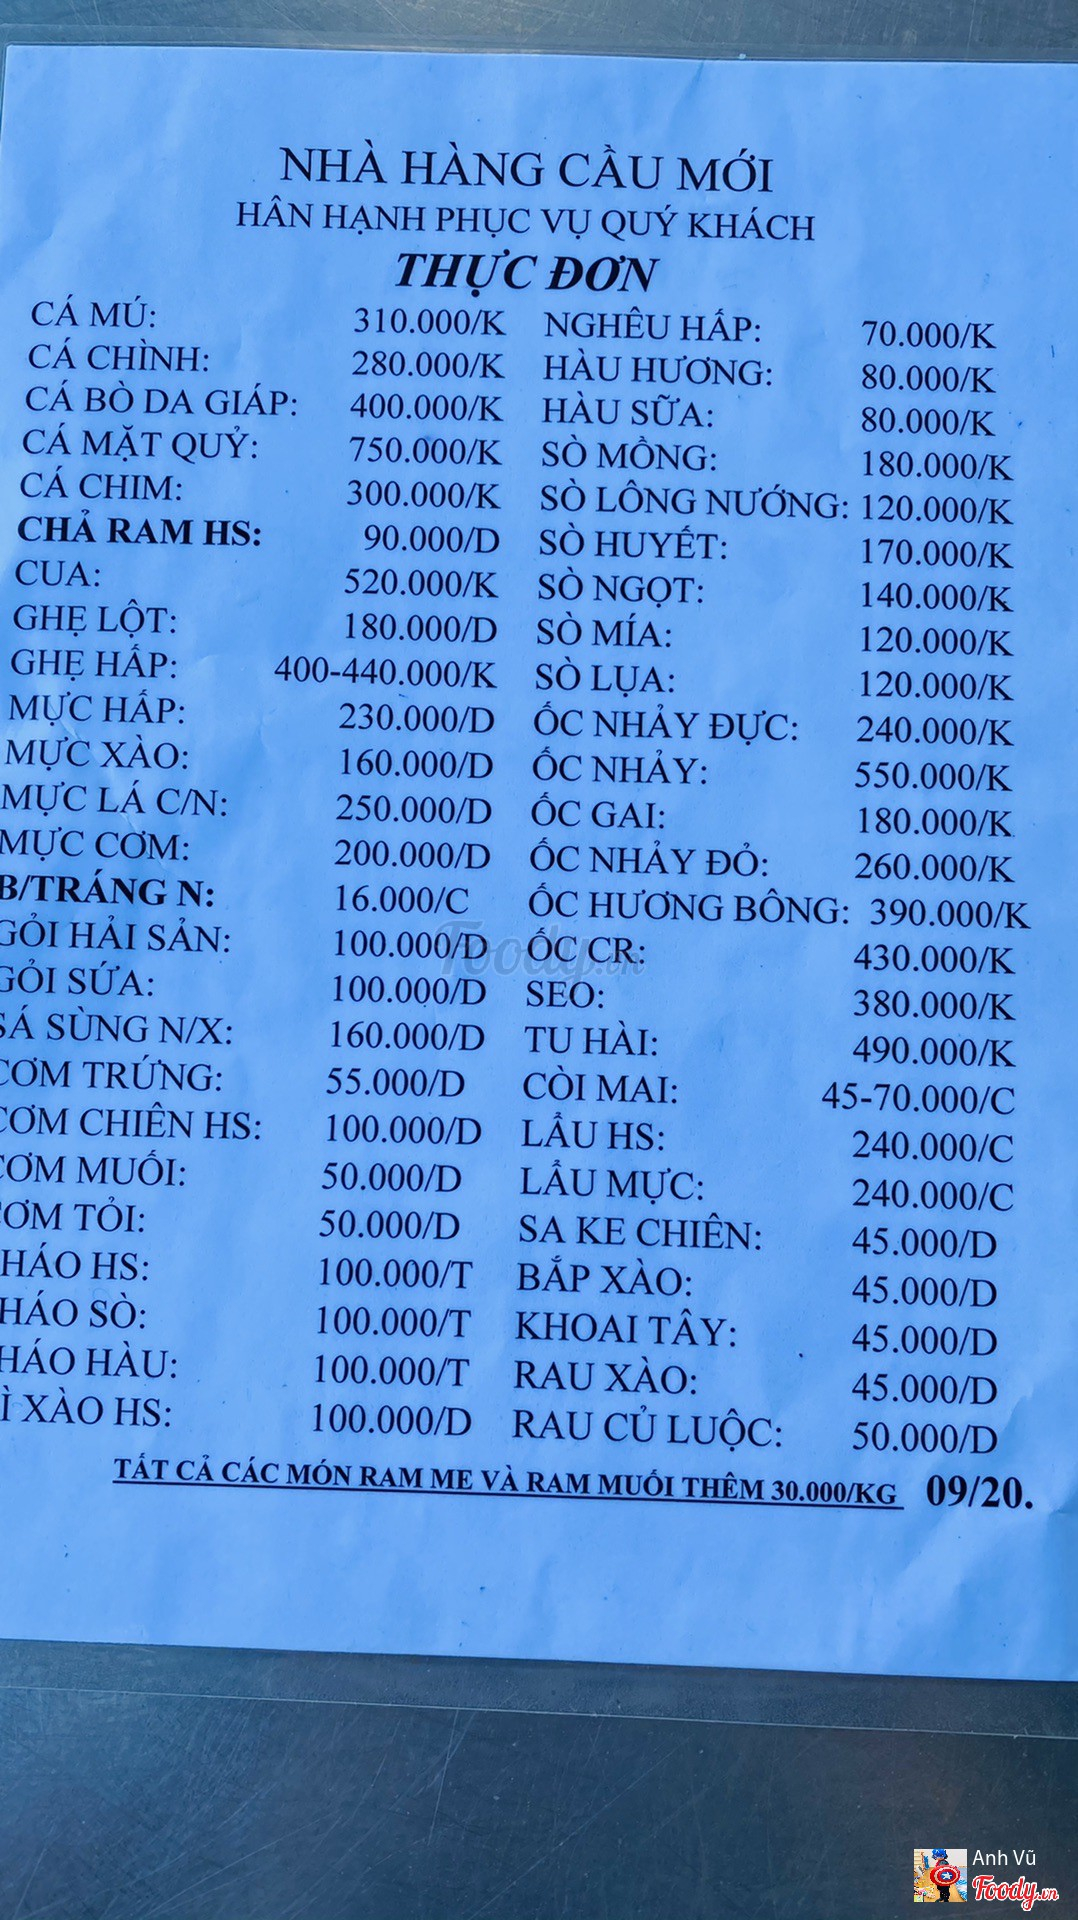 NHÀ HÀNG CẦU MỚI
HÂN HẠNH PHỤC VỤ QUÝ KHÁCH
THỰC ĐƠN
CÁ MÚ: 310.000/K
CÁ CHÌNH: 280.000/K
CÁ BÒ DA GIÁP: 400.000/K
CÁ MẶT QUỶ: 750.000/K
CÁ CHIM: 300.000/K
CHẢ RAM HS: 90.000/D
CUA: 520.000/K
GHẸ LỘT: 180.000/D
GHẸ HẤP: 400-440.000/K
MỰC HẤP: 230.000/D
MỰC XÀO: 160.000/D
MỰC LÁ C/N: 250.000/D
MỰC CƠM: 200.000/D
B/TRÁNG N: 16.000/C
GỎI HẢI SẢN: 100.000/D
GỎI SỨA: 100.000/D
SÁ SÙNG N/X: 160.000/D
CƠM TRỨNG: 55.000/D
CƠM CHIÊN HS: 100.000/D
CƠM MUỐI: 50.000/D
CƠM TỎI: 50.000/D
HÁO HS: 100.000/T
HÁO SÒ: 100.000/T
HÁO HÀU: 100.000/T
Ì XÀO HS: 100.000/D
NGHÊU HẤP: 70.000/K
HÀU HƯƠNG: 80.000/K
HÀU SỮA: 80.000/K
SÒ MỒNG: 180.000/K
SÒ LÔNG NƯỚNG: 120.000/K
SÒ HUYẾT: 170.000/K
SÒ NGỌT: 140.000/K
SÒ MÍA: 120.000/K
SÒ LỤA: 120.000/K
ỐC NHẢY ĐỰC: 240.000/K
ỐC NHẢY: 550.000/K
ỐC GAI: 180.000/K
ỐC NHẢY ĐỎ: 260.000/K
ỐC HƯƠNG BÔNG: 390.000/K
ỐC CR: 430.000/K
SEO: 380.000/K
TU HÀI: 490.000/K
CÒI MAI: 45-70.000/C
LẨU HS: 240.000/C
LẨU MỰC: 240.000/C
SA KE CHIÊN: 45.000/D
BẮP XÀO: 45.000/D
KHOAI TÂY: 45.000/D
RAU XÀO: 45.000/D
RAU CỦ LUỘC: 50.000/D
TẤT CẢ CÁC MÓN RAM ME VÀ RAM MUỐI THÊM 30.000/KG 09/20.
Foody.vn
Anh Vũ
Foody.vn